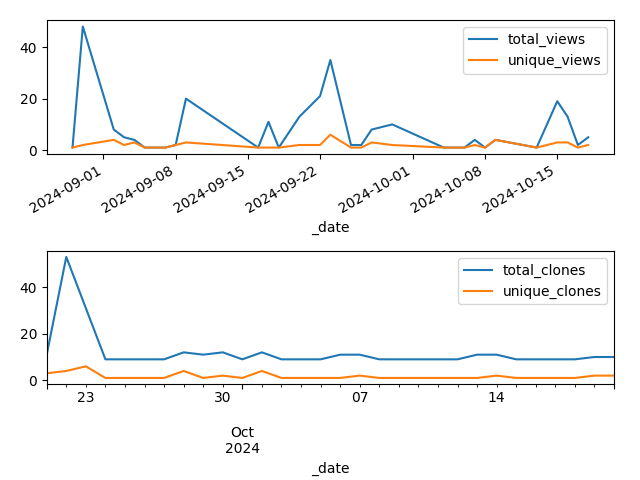 40
20
0
total_views
unique_views
2024-09-01
2024-09-08
2024-09-15
2024-09-22
2024-10-01
2024-10-08
2024-10-15
_date
40
20
0
total_clones
unique_clones
23
30
07
14
Oct
2024
_date